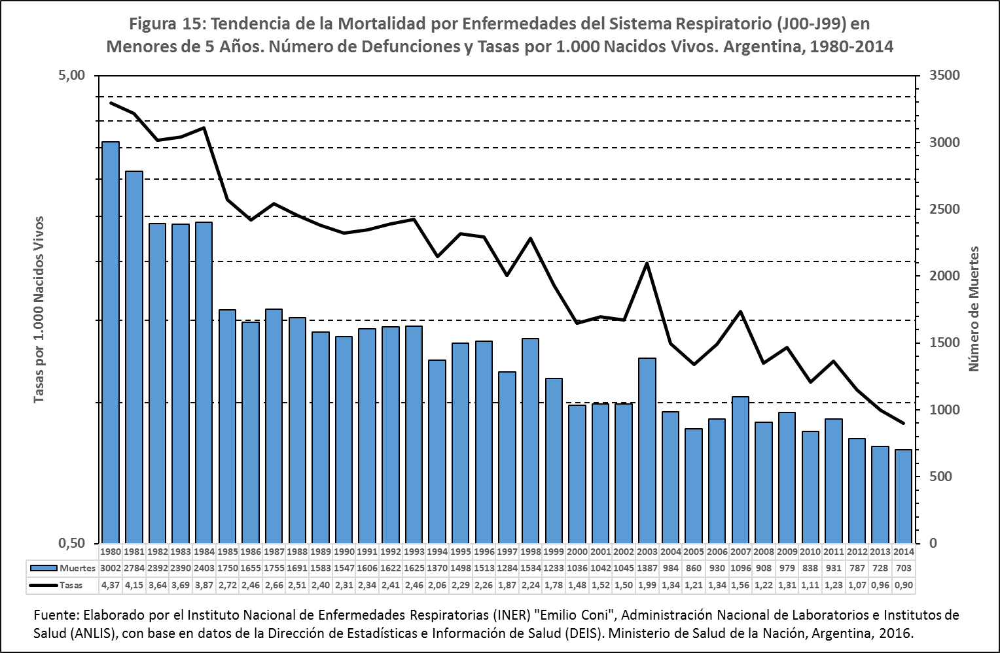 Figura 15: Tendencia de la Mortalidad por Enfermedades del Sistema Respiratorio (J00-J99) en
Menores de 5 Años. Número de Defunciones y Tasas por 1.000 Nacidos Vivos. Argentina, 1980-2014
5,00
0,50
Tasas por 1.000 Nacidos Vivos
3500
3000
2500
2000
1500
1000
500
0
Número de Muertes
1980 1981 1982 1983 1984 1985 1986 1987 1988 1989 1990 1991 1992 1993 1994 1995 1996 1997 1998 1999 2000 2001 2002 2003 2004 2005 2006 2007 2008 2009 2010 2011 2012 2013 2014
Muertes 3002 2784 2392 2390 2403 1750 1655 1755 1691 1583 1547 1606 1622 1625 1370 1498 1513 1284 1534 1233 1036 1042 1045 1387 984 860 930 1096 908 979 838 931 787 728 703
Tasas 4,37 4,15 3,64 3,69 3,87 2,72 2,46 2,66 2,51 2,40 2,31 2,34 2,41 2,46 2,06 2,29 2,26 1,87 2,24 1,78 1,48 1,52 1,50 1,99 1,34 1,21 1,34 1,56 1,22 1,31 1,11 1,23 1,07 0,96 0,90
Fuente: Elaborado por el Instituto Nacional de Enfermedades Respiratorias (INER) "Emilio Coni", Administración Nacional de Laboratorios e Institutos de
Salud (ANLIS), con base en datos de la Dirección de Estadísticas e Información de Salud (DEIS). Ministerio de Salud de la Nación, Argentina, 2016.